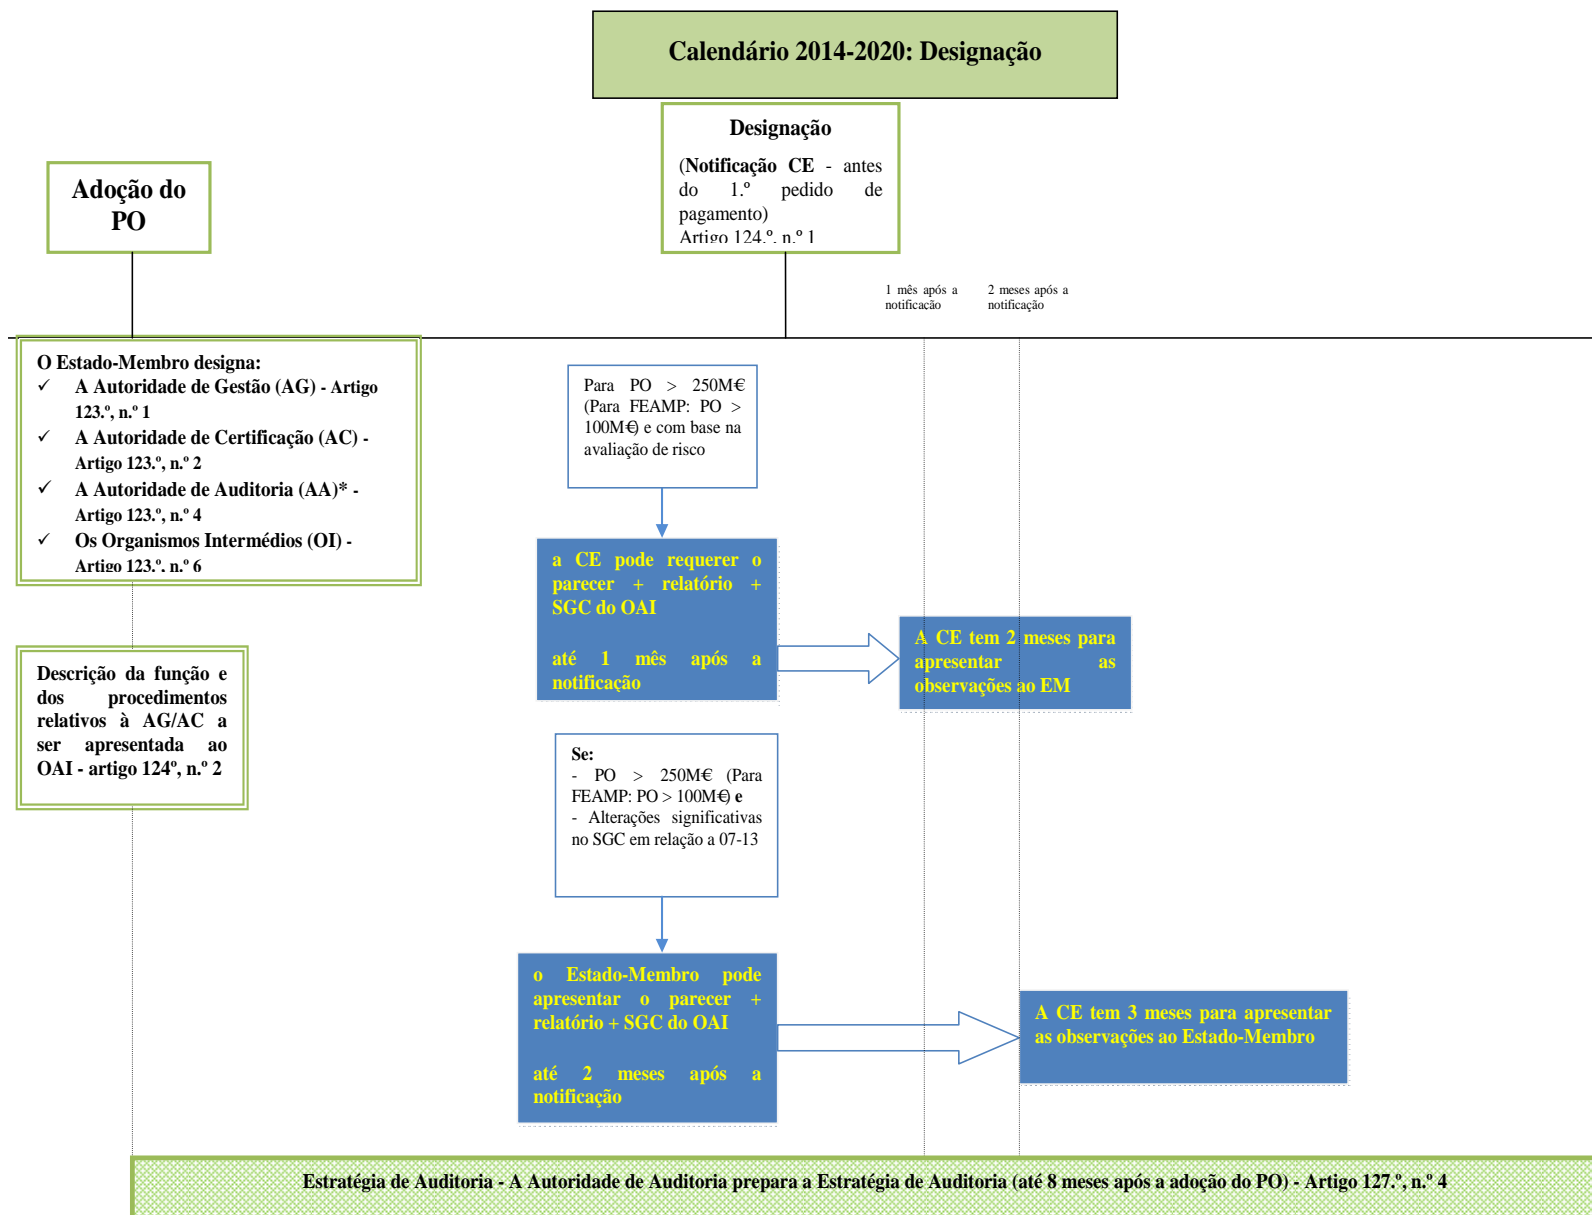 Calendário 2014-2020: Designação
Designação
(Notificação CE - antes
do 1.º pedido de
pagamento)
Artigo 124.º, n.º 1
Adoção do
PO
1 mês após a
notificação
2 meses após a
notificação
O Estado-Membro designa:
✓ A Autoridade de Gestão (AG) - Artigo
123.º, n.º 1
✓ A Autoridade de Certificação (AC) -
Artigo 123.º, n.º 2
✓ A Autoridade de Auditoria (AA)* -
Artigo 123.º, n.º 4
✓ Os Organismos Intermédios (OI) -
Artigo 123.º, n.º 6
Descrição da função e
dos procedimentos
relativos à AG/AC a
ser apresentada ao
OAI - artigo 124º, n.º 2
Para PO > 250M€
(Para FEAMP: PO >
100M€) e com base na
avaliação de risco
a CE pode requerer o
parecer + relatório +
SGC do OAI
até 1 mês após a
notificação
A CE tem 2 meses para
apresentar as
observações ao EM
Se:
- PO > 250M€ (Para
FEAMP: PO > 100M€) e
- Alterações significativas
no SGC em relação a 07-13
o Estado-Membro pode
apresentar o parecer +
relatório + SGC do OAI
até 2 meses após a
notificação
A CE tem 3 meses para apresentar
as observações ao Estado-Membro
Estratégia de Auditoria - A Autoridade de Auditoria prepara a Estratégia de Auditoria (até 8 meses após a adoção do PO) - Artigo 127.º, n.º 4